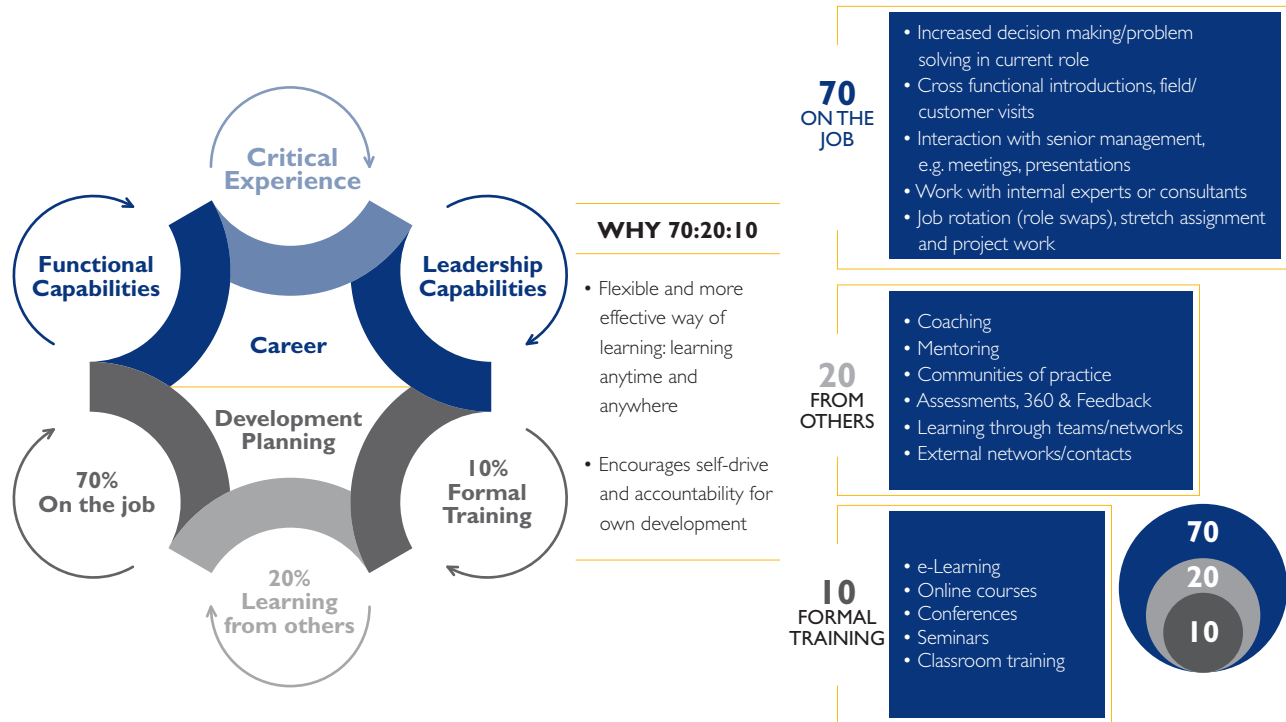 Critical
Experience
Functional
Capabilities
Leadership
Capabilities
Career
Development
Planning
70%
On the job
10%
Formal
Training
20%
Learning
from others
WHY 70:20:10
• Flexible and more
effective way of
learning: learning
anytime and
anywhere
• Encourages self-drive
and accountability for
own development
70
ON THE
JOB
• Increased decision making/problem
solving in current role
• Cross functional introductions, field/
customer visits
• Interaction with senior management,
e.g. meetings, presentations
• Work with internal experts or consultants
• Job rotation (role swaps), stretch assignment
and project work
20
FROM
OTHERS
• Coaching
• Mentoring
• Communities of practice
• Assessments, 360 & Feedback
• Learning through teams/networks
• External networks/contacts
10
FORMAL
TRAINING
• e-Learning
• Online courses
• Conferences
• Seminars
• Classroom training
70
20
10